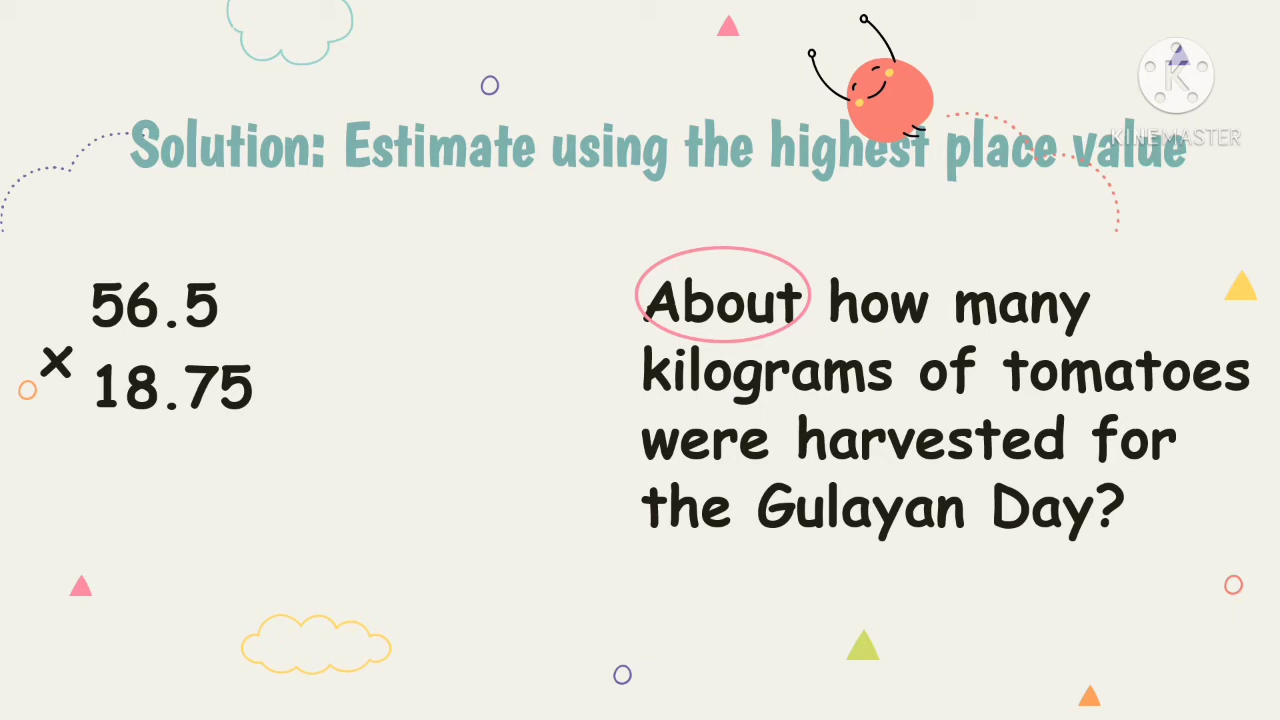 Solution: Estimate using the highest place value
K
KINEMASTER
56.5
x
18.75
About how many
kilograms of tomatoes
were harvested for
the Gulayan Day?